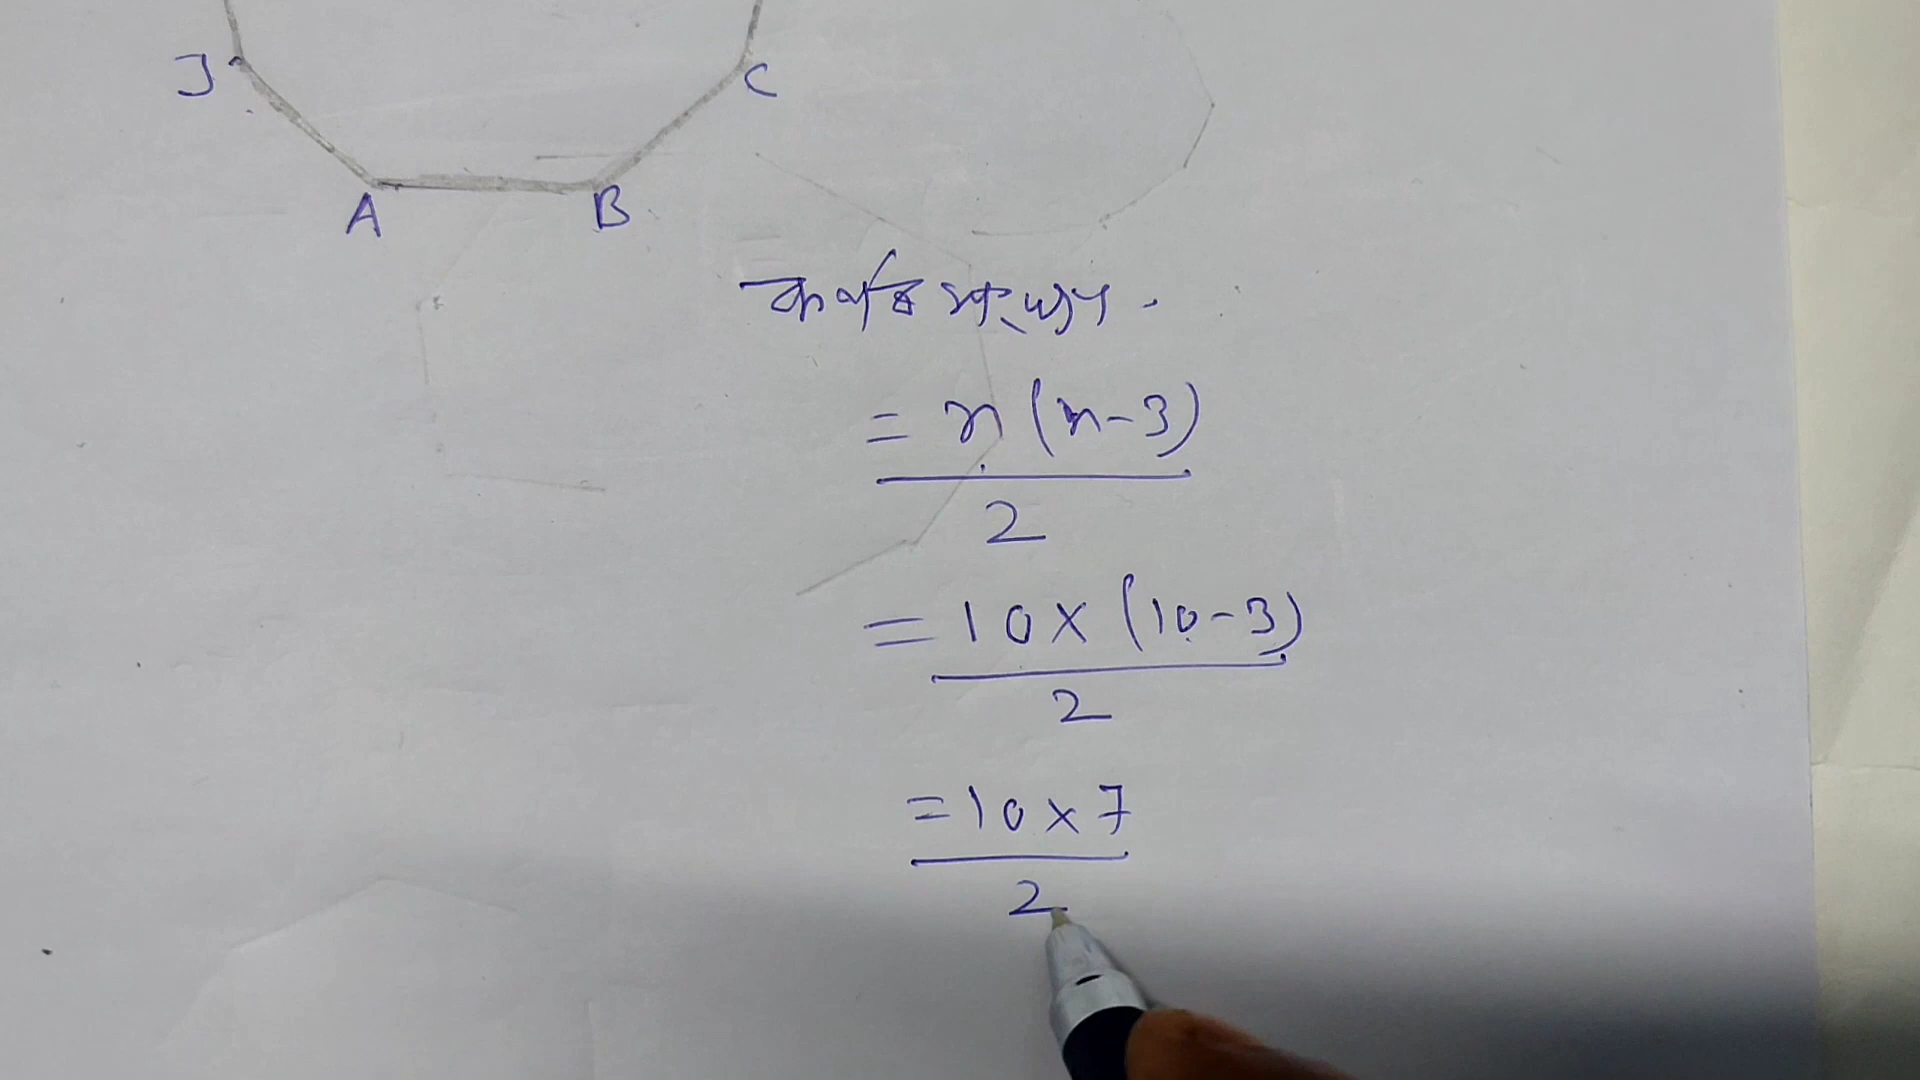 J C
A B
কর্ণের সংখ্যা
= n (n-3)
2
= 10 x (10-3)
2
= 10 x 7
2